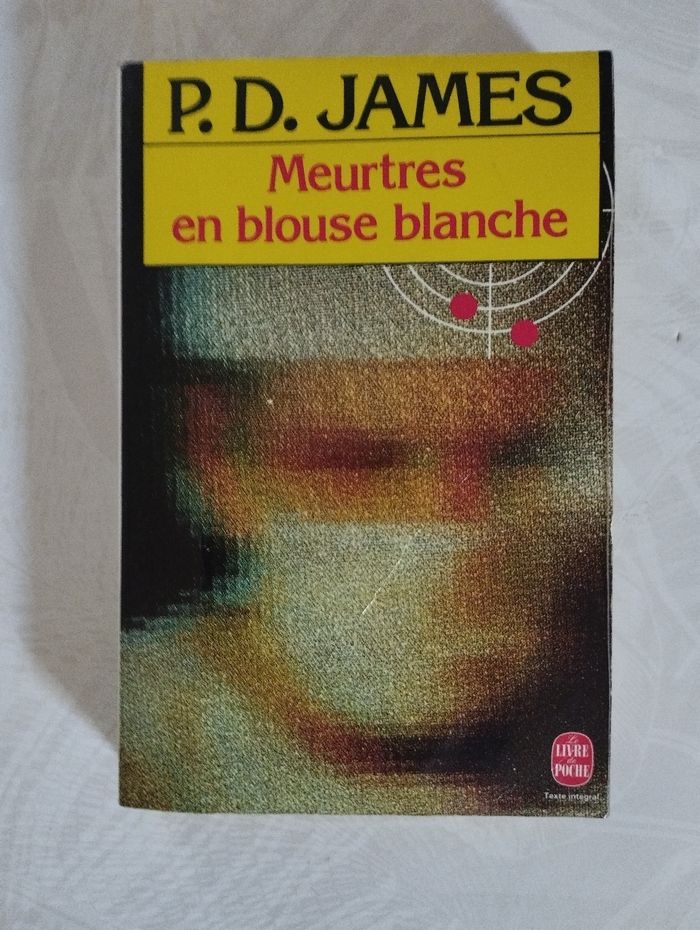 P. D. JAMES
Meurtres
en blouse blanche
Le
LIVRE
de
POCHE
Texte intégral